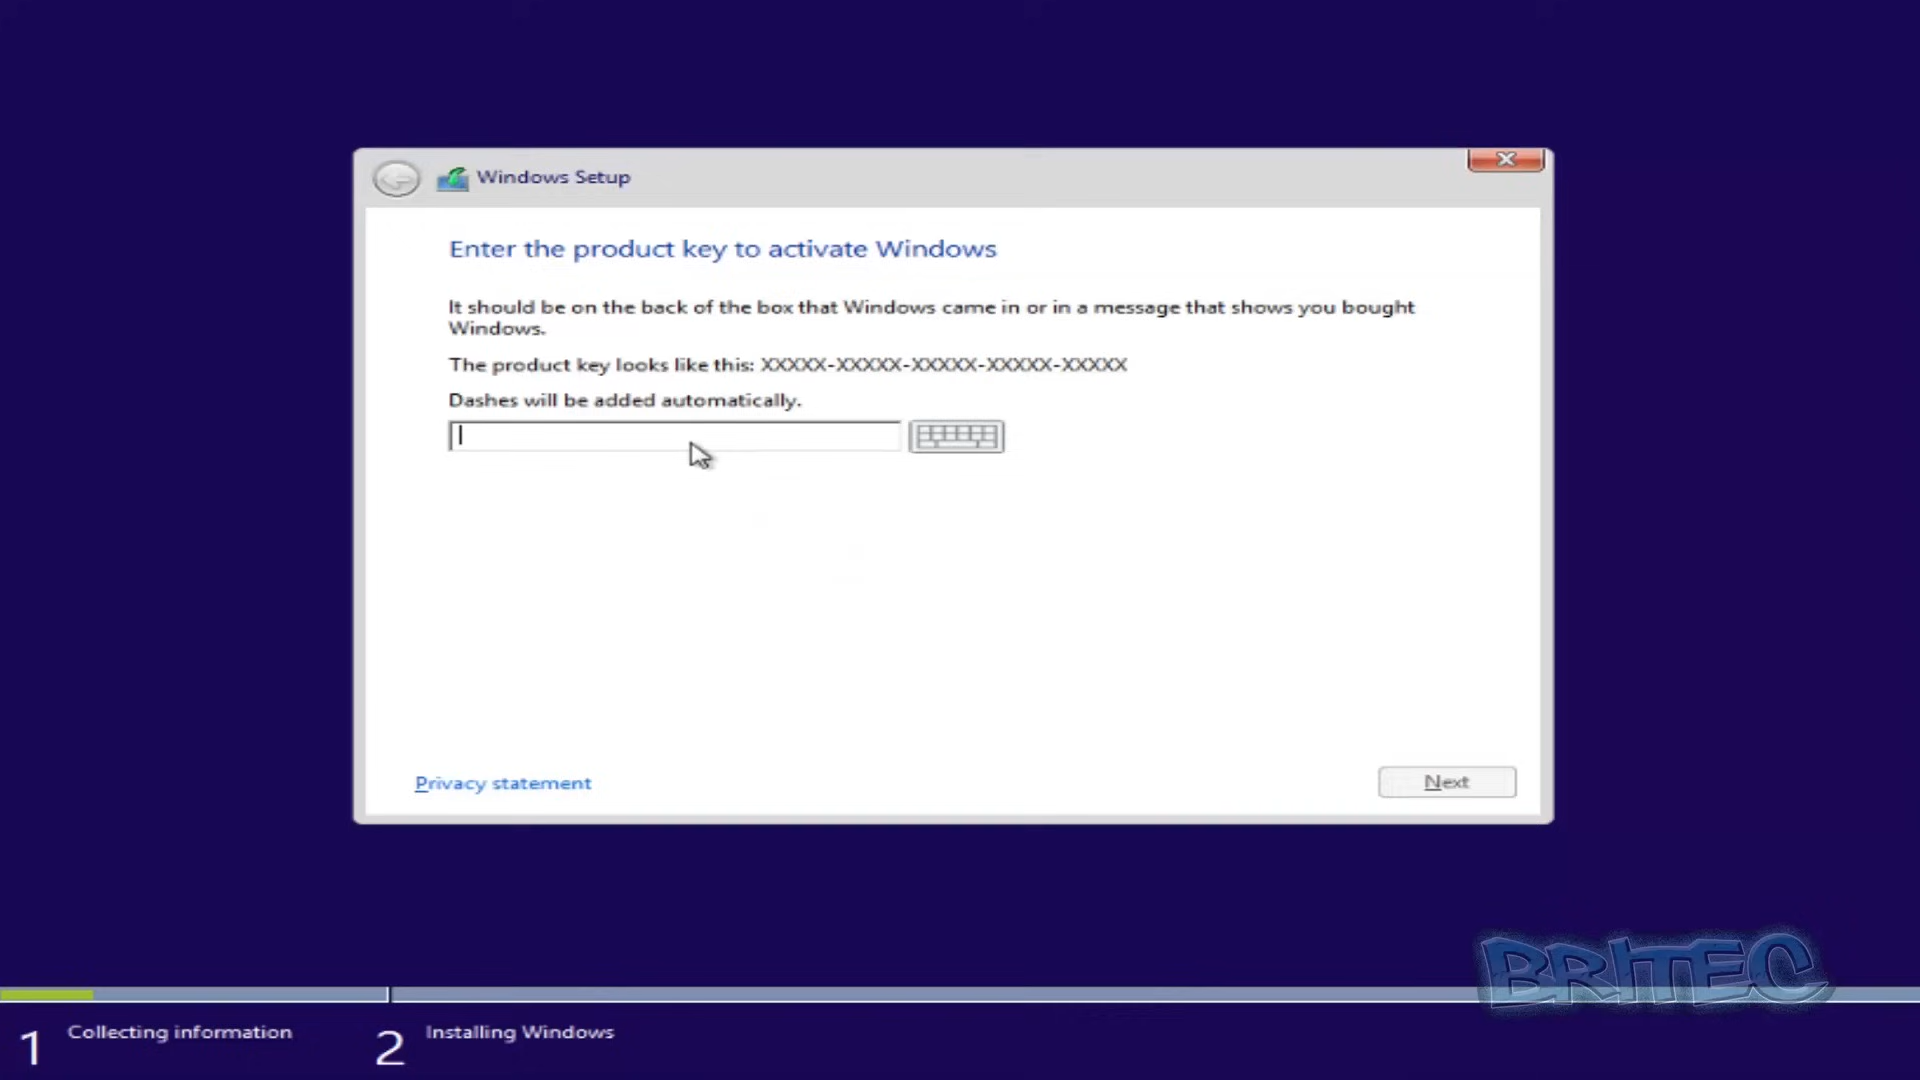 Windows Setup
Enter the product key to activate Windows
It should be on the back of the box that Windows came in or in a message that shows you bought
Windows.
The product key looks like this: XXXXX-XXXXX-XXXXX-XXXXX-XXXXX
Dashes will be added automatically.
Privacy statement
Next
BRITEC
1 Collecting information
2 Installing Windows